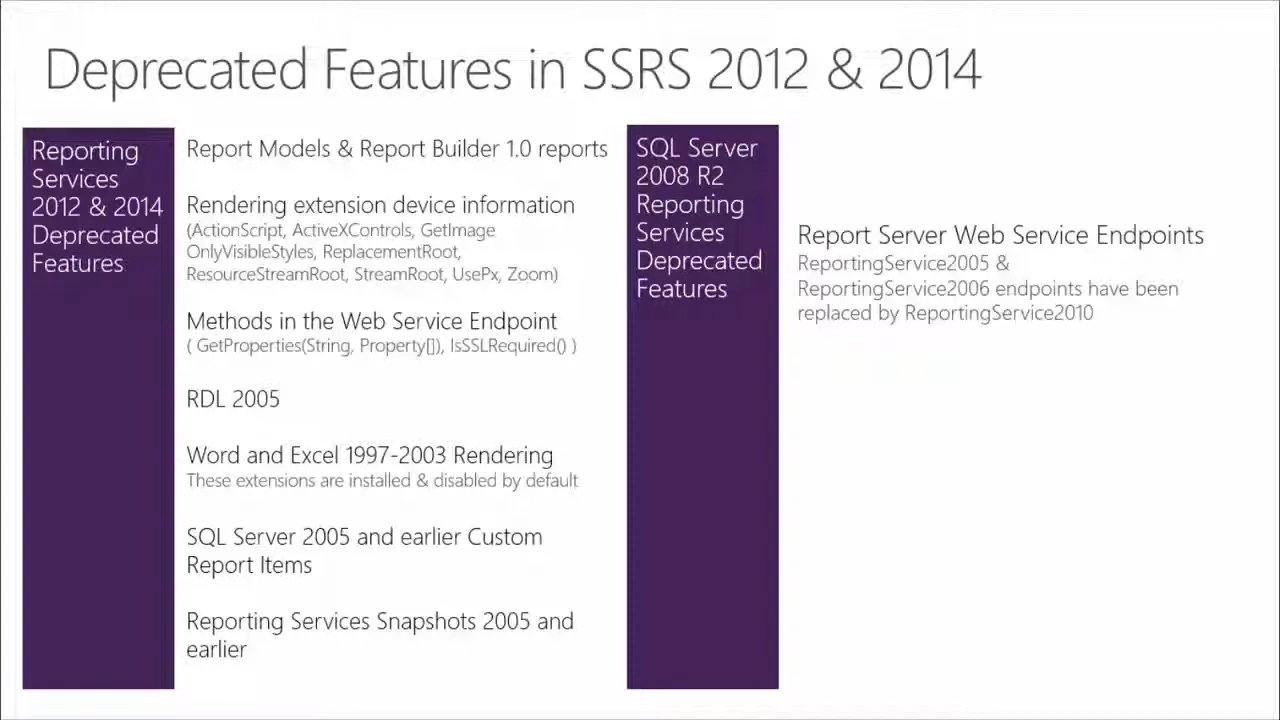 Deprecated Features in SSRS 2012 & 2014
Reporting
Services
2012 & 2014
Deprecated
Features
Report Models & Report Builder 1.0 reports
Rendering extension device information
(ActionScript, ActiveXControls, GetImage
OnlyVisibleStyles, ReplacementRoot,
ResourceStreamRoot, StreamRoot, UsePx, Zoom)
Methods in the Web Service Endpoint
( GetProperties(String, Property[]), IsSSLRequired() )
RDL 2005
Word and Excel 1997-2003 Rendering
These extensions are installed & disabled by default
SQL Server 2005 and earlier Custom
Report Items
Reporting Services Snapshots 2005 and
earlier
SQL Server
2008 R2
Reporting
Services
Deprecated
Features
Report Server Web Service Endpoints
ReportingService2005 &
ReportingService2006 endpoints have been
replaced by ReportingService2010